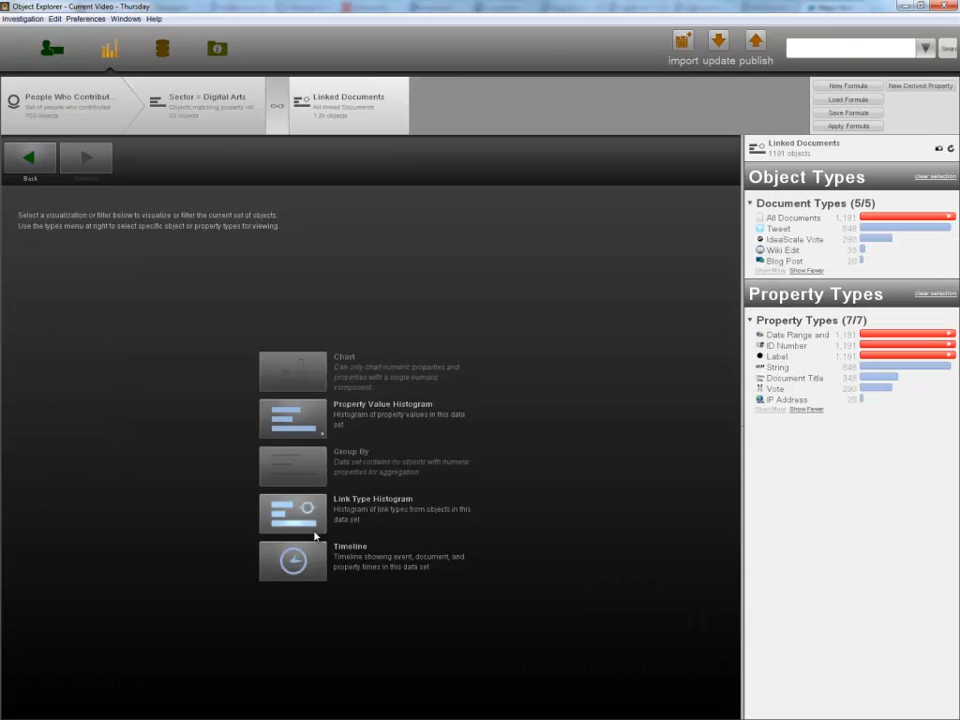 Object Explorer - Current Video - Thursday
Investigation Edit Preferences Windows Help
import update publish
People Who Contribut...
Set of people who contributed
Sector = Digital Arts
Objects matching property list...
Linked Documents
All linked Documents
New Formula
New Derived Property
Load Formula
Save Formula
Apply Formula
Back
Linked Documents
1191 objects
Object Types
clear selection
Document Types (5/5)
All Documents 1,191
Tweet 848
IdeaScale Vote
Wiki Edit
Blog Post
Show More Show Fewer
Property Types
clear selection
Property Types (7/7)
Date Range and 1,191
ID Number 1,191
Label 1,191
String 848
Document Title
Vote
IP Address
Show More Show Fewer
Select a visualization or filter below to visualize or filter the current set of objects.
Use the types menu at right to select specific object or property types for viewing.
Chart
Can only chart numeric properties and
properties with a single numeric
component.
Property Value Histogram
Histogram of property values in this data
set
Group By
Data set contains no objects with numeric
properties for aggregation.
Link Type Histogram
Histogram of link types from objects in this
data set
Timeline
Timeline showing event, document, and
property times in this data set